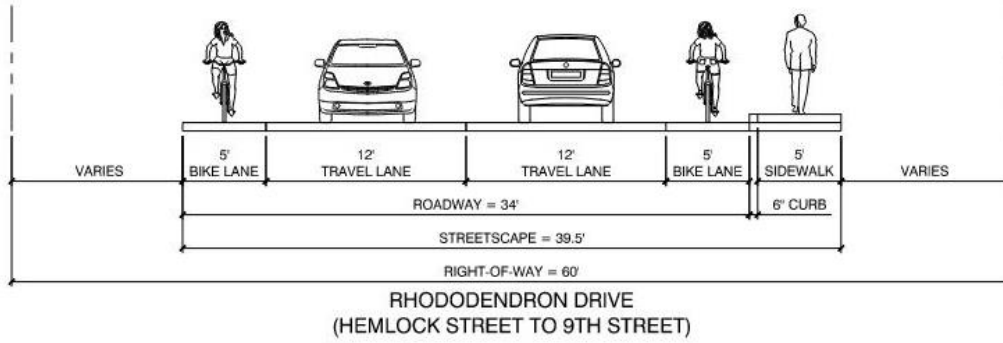 VARIES
5'
BIKE LANE
12'
TRAVEL LANE
12'
TRAVEL LANE
5'
BIKE LANE
5'
SIDEWALK
VARIES
ROADWAY = 34'
6" CURB
STREETSCAPE = 39.5'
RIGHT-OF-WAY = 60'
RHODODENDRON DRIVE
(HEMLOCK STREET TO 9TH STREET)